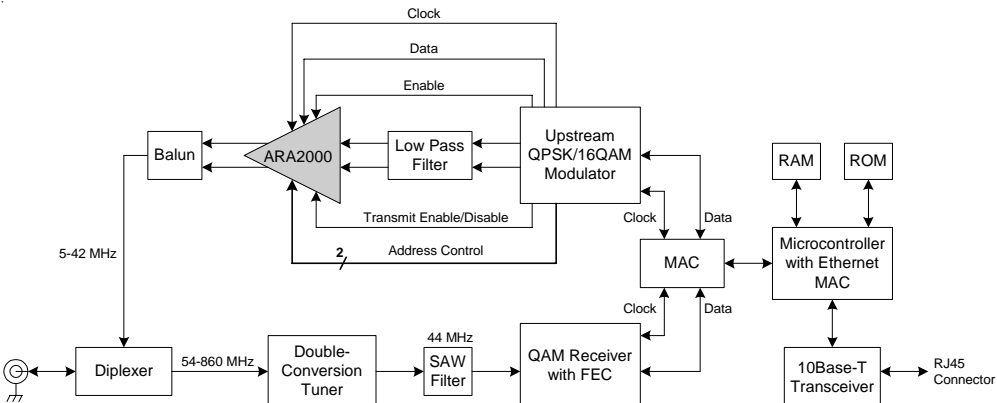 Clock
Data
Enable
Balun
ARA2000
Low Pass
Filter
Upstream
QPSK/16QAM
Modulator
RAM
ROM
Transmit Enable/Disable
Clock
Data
2
Address Control
5-42 MHz
MAC
Microcontroller
with Ethernet
MAC
Clock
Data
44 MHz
Diplexer
54-860 MHz
Double-
Conversion
Tuner
SAW
Filter
QAM Receiver
with FEC
10Base-T
Transceiver
RJ45
Connector